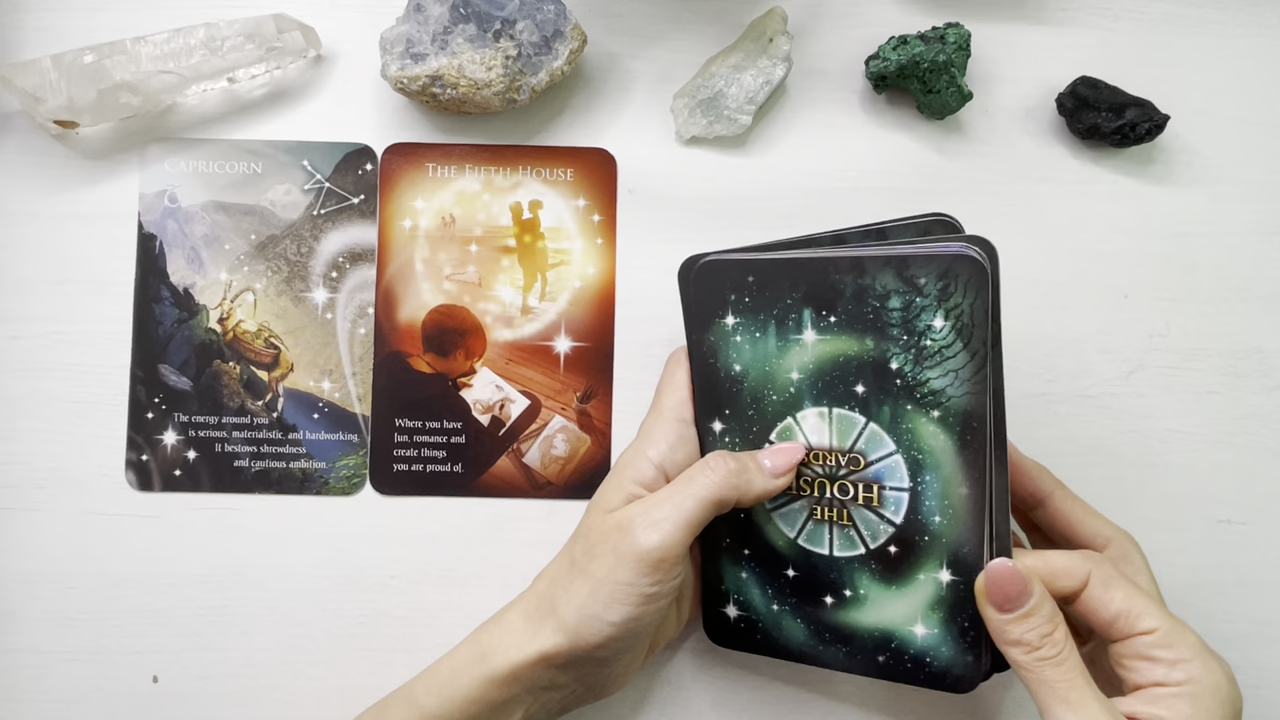 CAPRICORN
The energy around you
is serious, materialistic, and hardworking.
It bestows shrewdness
and cautious ambition.
THE FIFTH HOUSE
Where you have
fun, romance and
create things
you are proud of.
THE
HOUSE
CARDS